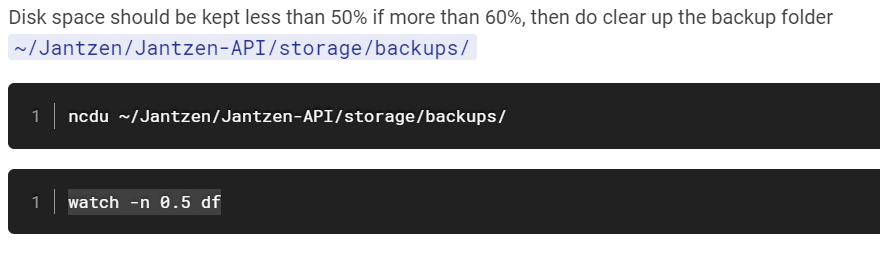 Disk space should be kept less than 50% if more than 60%, then do clear up the backup folder
~/Jantzen/Jantzen-API/storage/backups/
1 ncdu ~/Jantzen/Jantzen-API/storage/backups/
1 watch -n 0.5 df